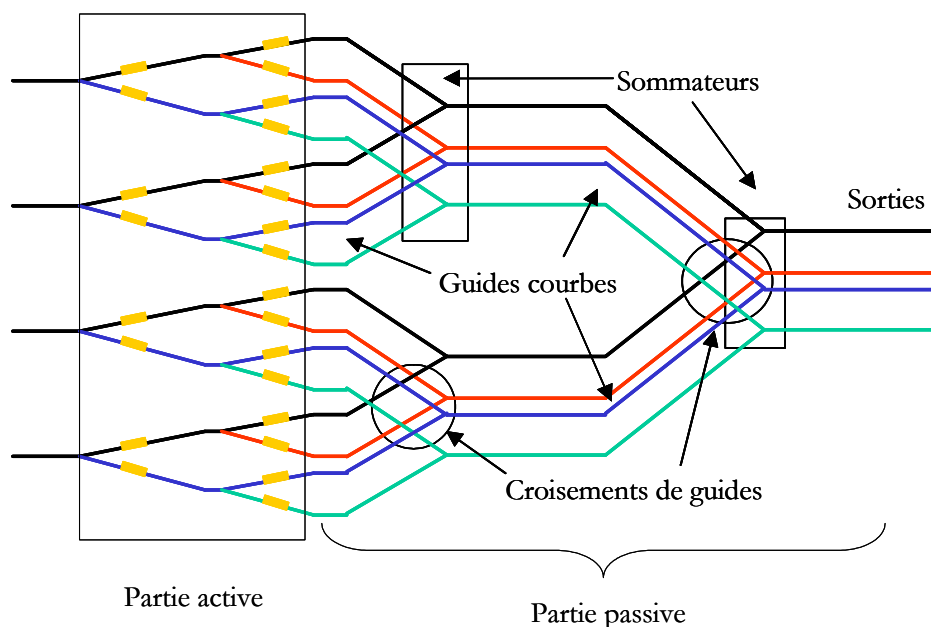 Sommateurs
Sorties
Guides courbes
Croisements de guides
Partie active
Partie passive